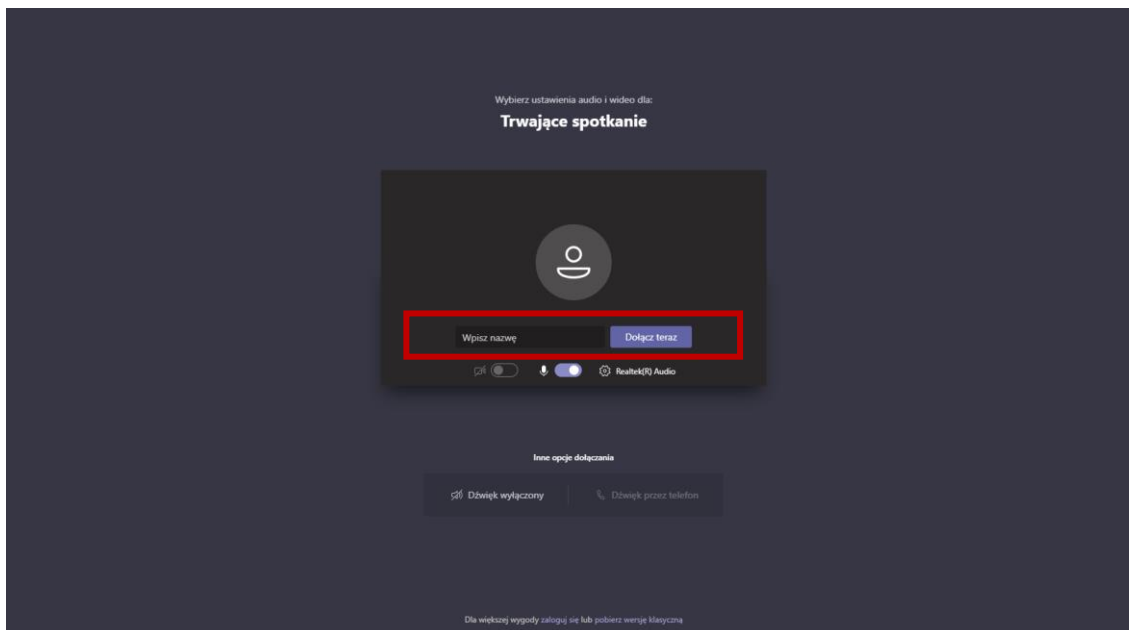 Wybierz ustawienia audio i wideo dla:
Trwające spotkanie
Wpisz nazwę
Dołącz teraz
Realtek(R) Audio
Inne opcje dołączania
Dźwięk wyłączony
Dźwięk przez telefon
Dla większej wygody zaloguj się lub pobierz wersję klasyczną